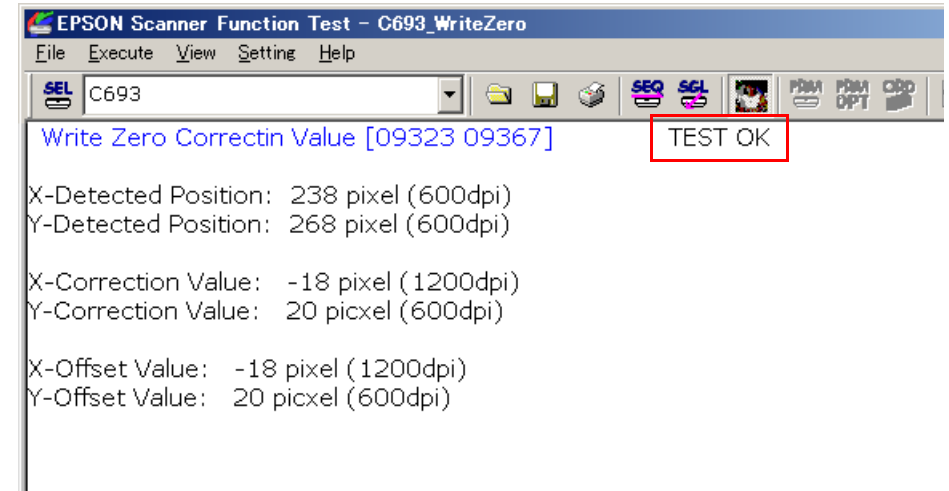 EPSON Scanner Function Test - C693_WriteZero
File Execute View Setting Help
SEL C693 SEQ SGL PRM PRM OPT
Write Zero Correctin Value [09323 09367] TEST OK
X-Detected Position: 238 pixel (600dpi)
Y-Detected Position: 268 pixel (600dpi)
X-Correction Value: -18 pixel (1200dpi)
Y-Correction Value: 20 picxel (600dpi)
X-Offset Value: -18 pixel (1200dpi)
Y-Offset Value: 20 picxel (600dpi)